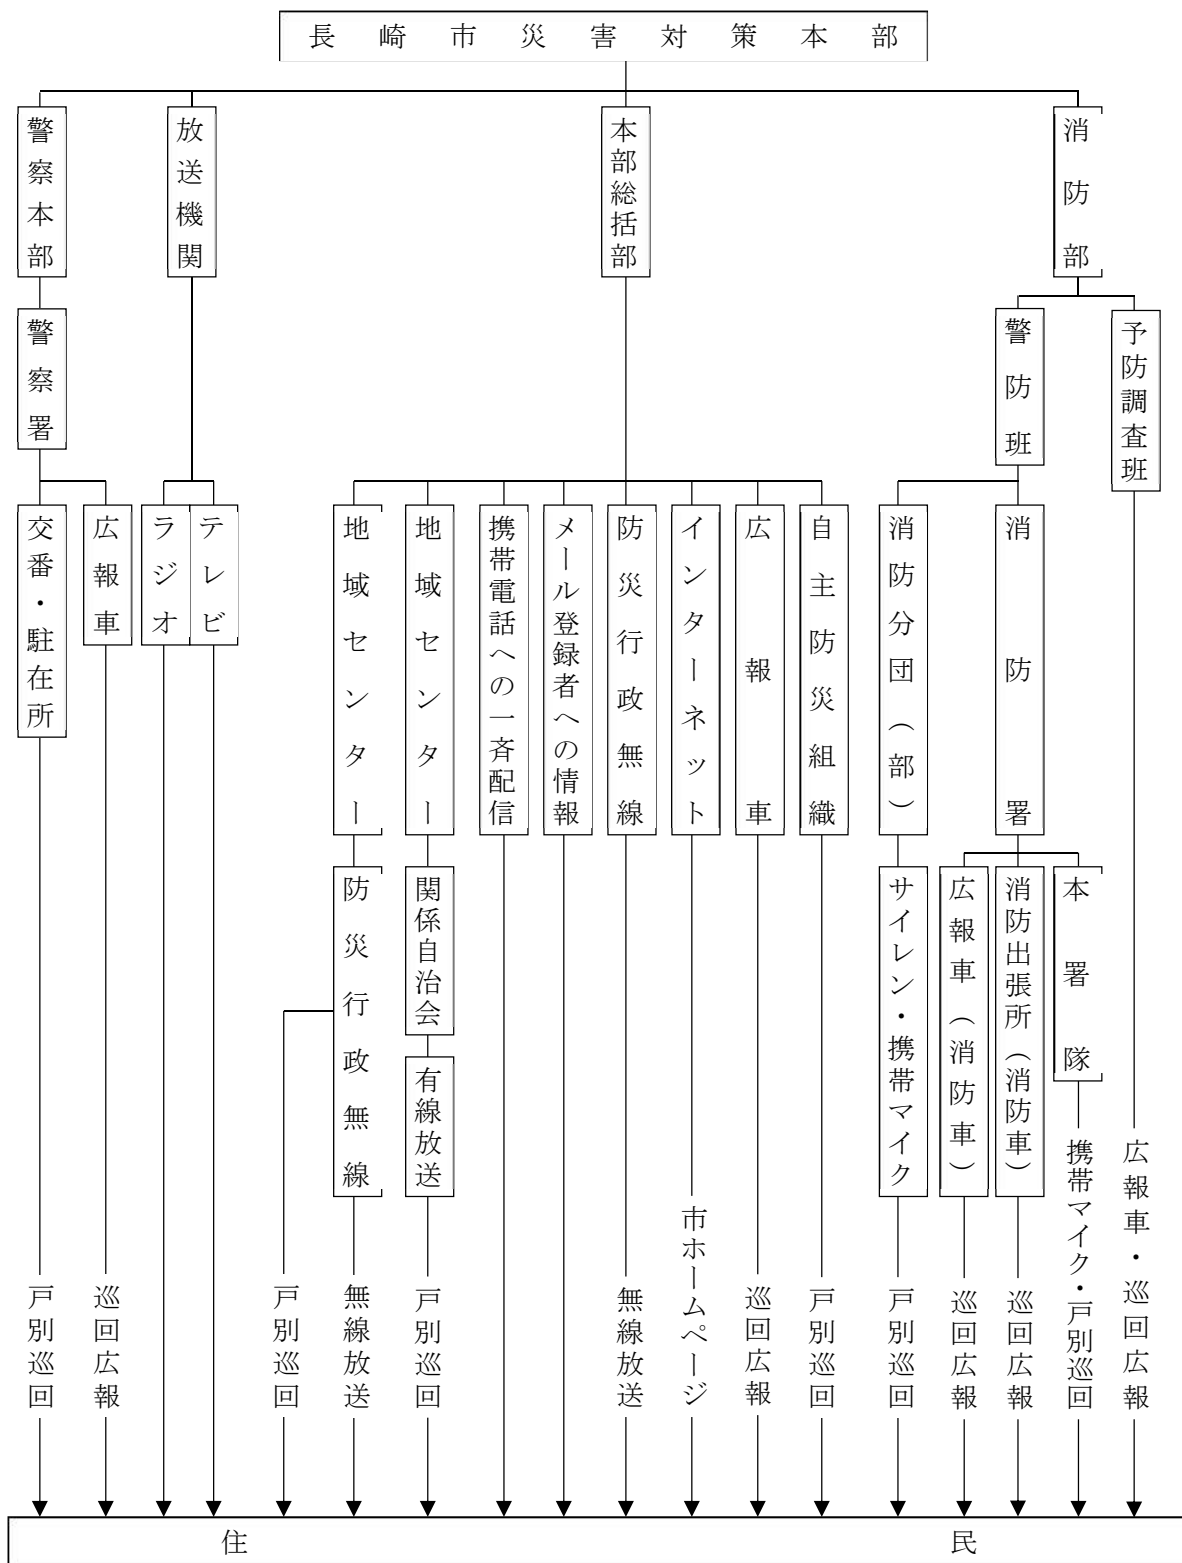 長崎市災害対策本部
警察本部
放送機関
本部総括部
消防部
警察署
警防班
予防調査班
交番・駐在所
広報車
ラジオ
テレビ
地域センター
地域センター
携帯電話への一斉配信
メール登録者への情報
防災行政無線
インターネット
広報車
自主防災組織
消防分団（部）
消防署
防災行政無線
関係自治会
有線放送
サイレン・携帯マイク
広報車（消防車）
消防出張所（消防車）
本署隊
戸別巡回
巡回広報
戸別巡回
無線放送
戸別巡回
無線放送
市ホームページ
巡回広報
戸別巡回
戸別巡回
巡回広報
巡回広報
携帯マイク・戸別巡回
広報車・巡回広報
住民